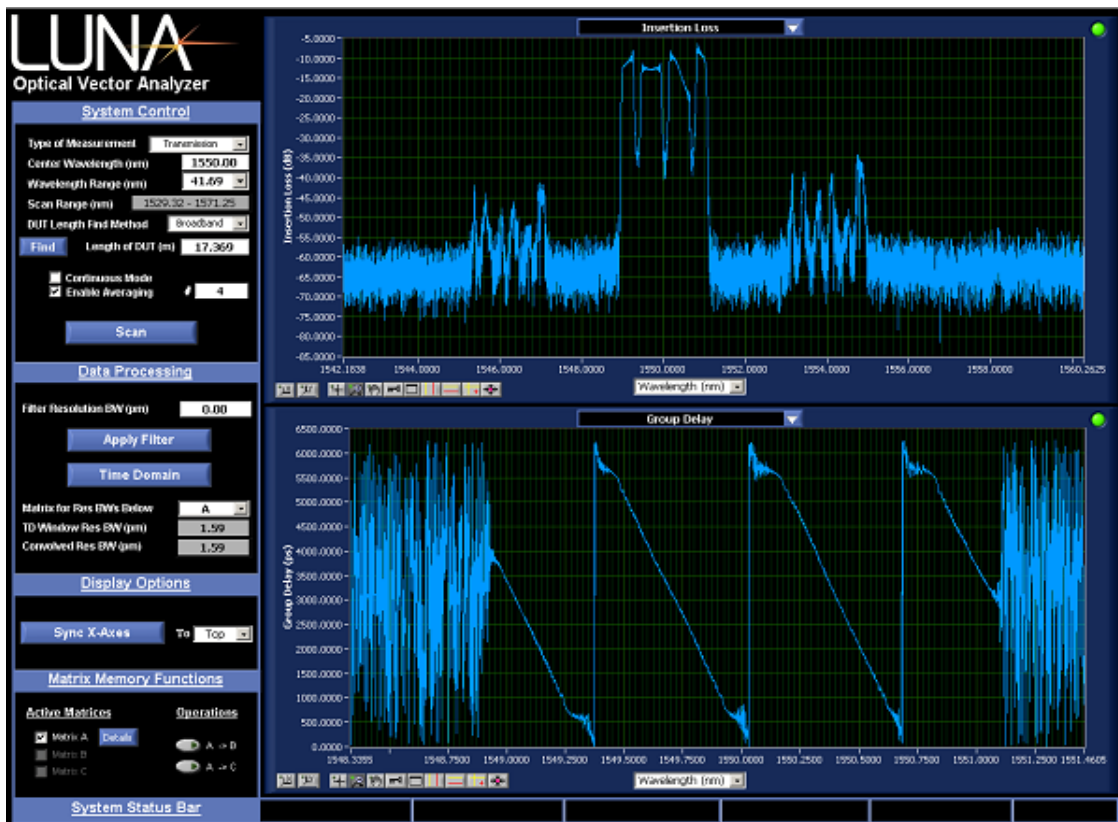 LUNA
Optical Vector Analyzer
System Control
Type of Measurement Transmission
Center Wavelength (nm) 1550.00
Wavelength Range (nm) 41.69
Scan Range (nm) 1529.32 - 1571.25
DUT Length Find Method Broadband
Find Length of DUT (m) 17.369
Continuous Mode
Enable Averaging # 4
Scan
Data Processing
Filter Resolution BW (pm) 0.00
Apply Filter
Time Domain
Matrix for Res BWs Below A
TD Window Res BW (pm) 1.59
Convolved Res BW (pm) 1.59
Display Options
Sync X-Axes To Top
Matrix Memory Functions
Active Matrices Operations
Matrix A Details
Matrix B A -> B
Matrix C A -> C
System Status Bar
Insertion Loss
Insertion Loss (dB)
-5.0000
-10.0000
-15.0000
-20.0000
-25.0000
-30.0000
-35.0000
-40.0000
-45.0000
-50.0000
-55.0000
-60.0000
-65.0000
-70.0000
-75.0000
-80.0000
-85.0000
1542.1838 1544.0000 1546.0000 1548.0000 1550.0000 1552.0000 1554.0000 1556.0000 1558.0000 1560.2625
Wavelength (nm)
Group Delay
Group Delay (ps)
6500.0000
6000.0000
5500.0000
5000.0000
4500.0000
4000.0000
3500.0000
3000.0000
2500.0000
2000.0000
1500.0000
1000.0000
500.0000
0.0000
1548.3355 1548.7500 1549.0000 1549.2500 1549.5000 1549.7500 1550.0000 1550.2500 1550.5000 1550.7500 1551.0000 1551.2500 1551.4605
Wavelength (nm)